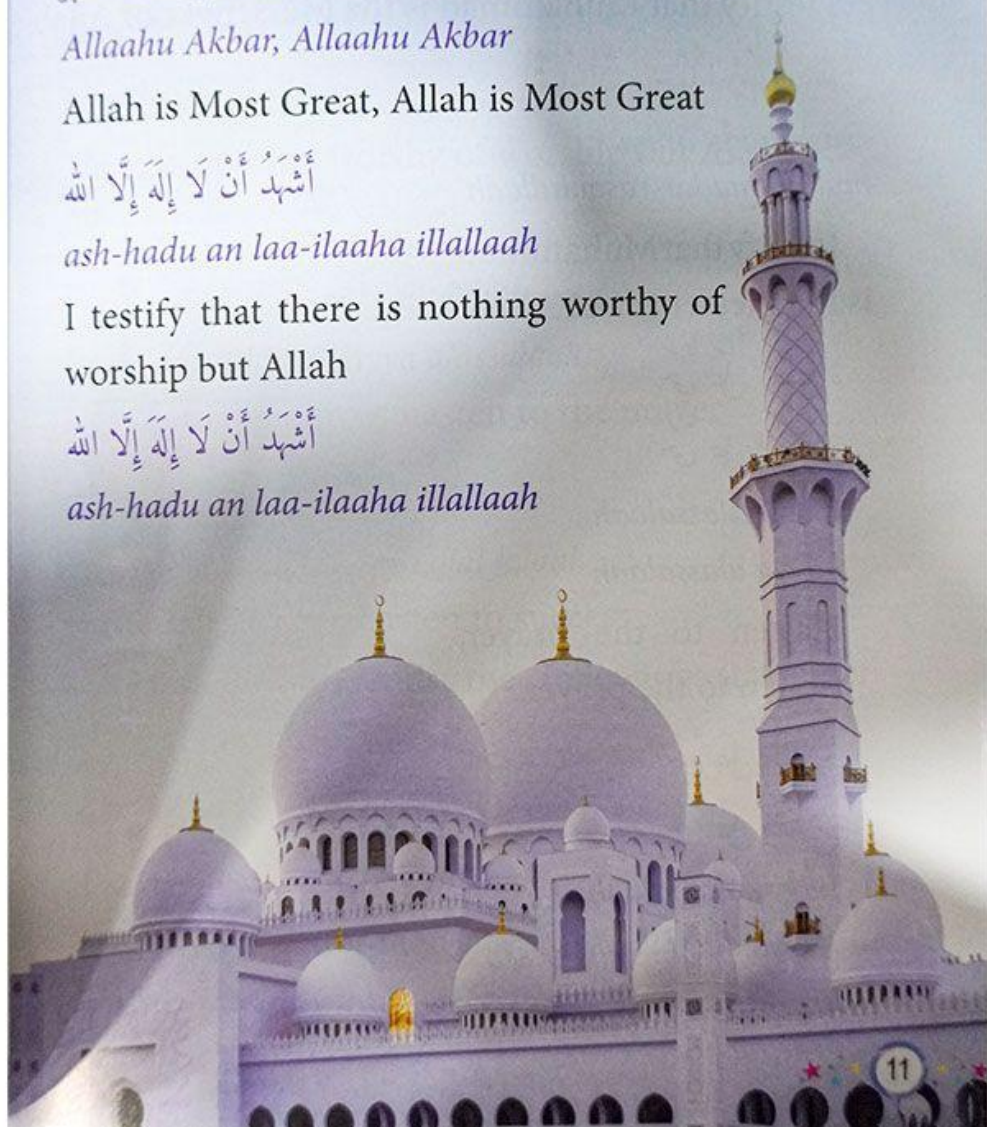 Allaahu Akbar, Allaahu Akbar
Allah is Most Great, Allah is Most Great
أَشْهَدُ أَنْ لَا إِلَهَ إِلَّا الله
ash-hadu an laa-ilaaha illallaah
I testify that there is nothing worthy of
worship but Allah
أَشْهَدُ أَنْ لَا إِلَهَ إِلَّا الله
ash-hadu an laa-ilaaha illallaah
11